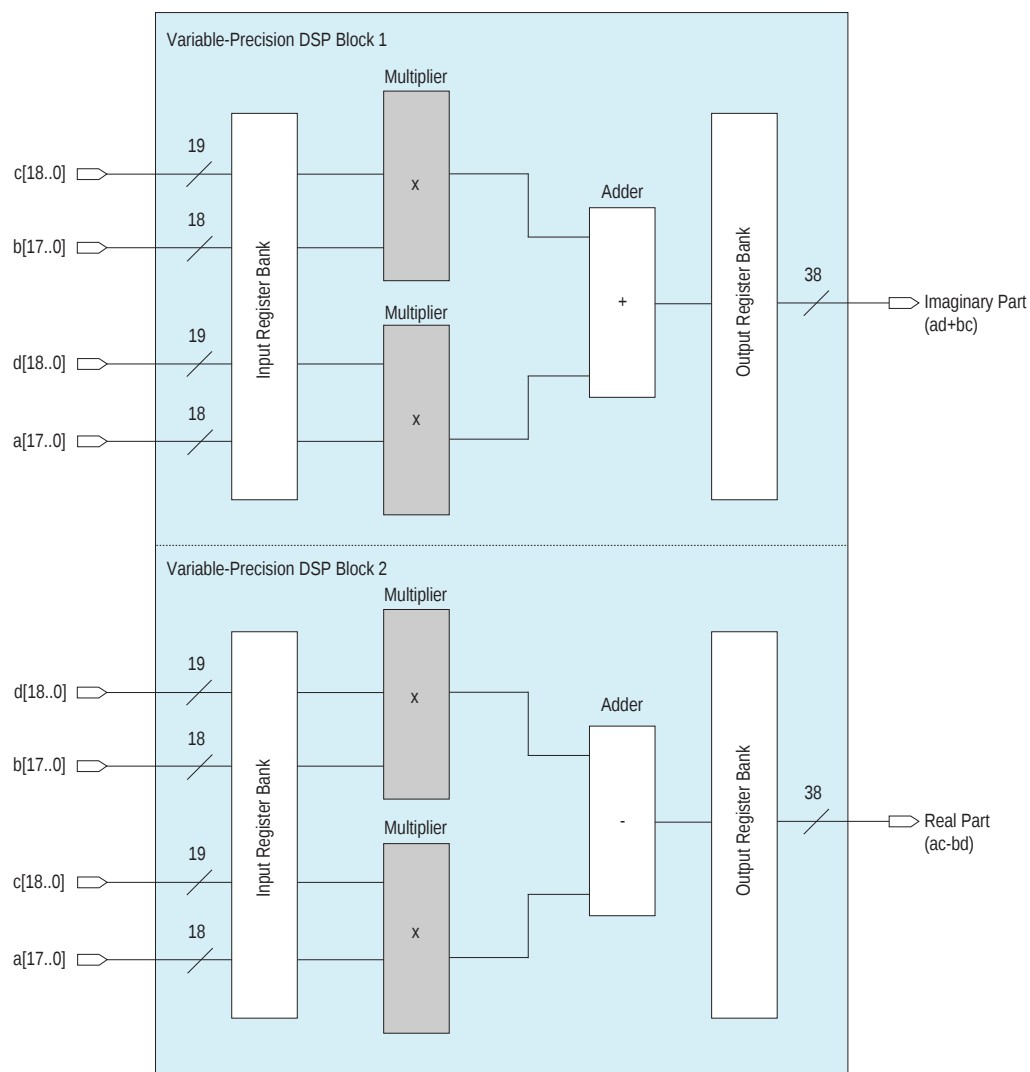 Variable-Precision DSP Block 1
Multiplier
19
c[18..0]
x
18
b[17..0]
Input Register Bank
Adder
+
Output Register Bank
38
Imaginary Part
(ad+bc)
Multiplier
19
d[18..0]
x
18
a[17..0]
Variable-Precision DSP Block 2
Multiplier
19
d[18..0]
x
18
b[17..0]
Input Register Bank
Adder
-
Output Register Bank
38
Real Part
(ac-bd)
Multiplier
19
c[18..0]
x
18
a[17..0]